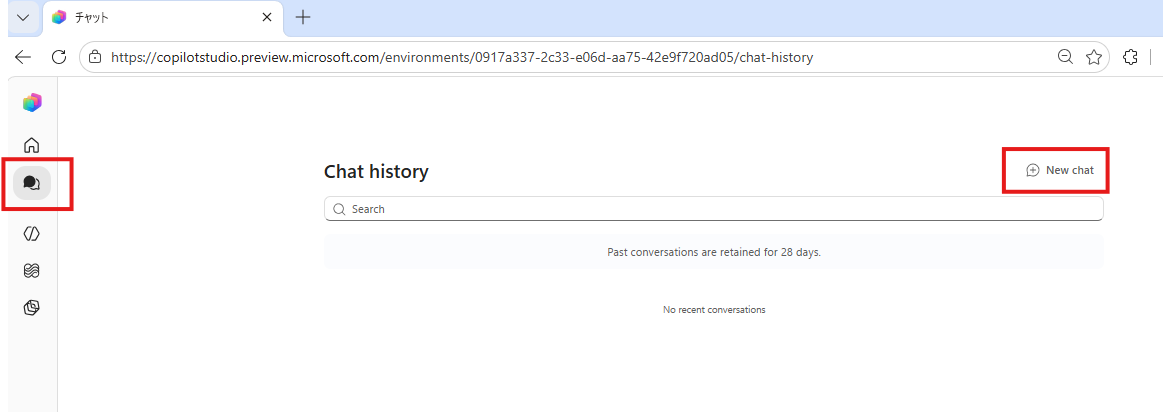 チャット
https://copilotstudio.preview.microsoft.com/environments/0917a337-2c33-e06d-aa75-42e9f720ad05/chat-history
Chat history
New chat
Search
Past conversations are retained for 28 days.
No recent conversations